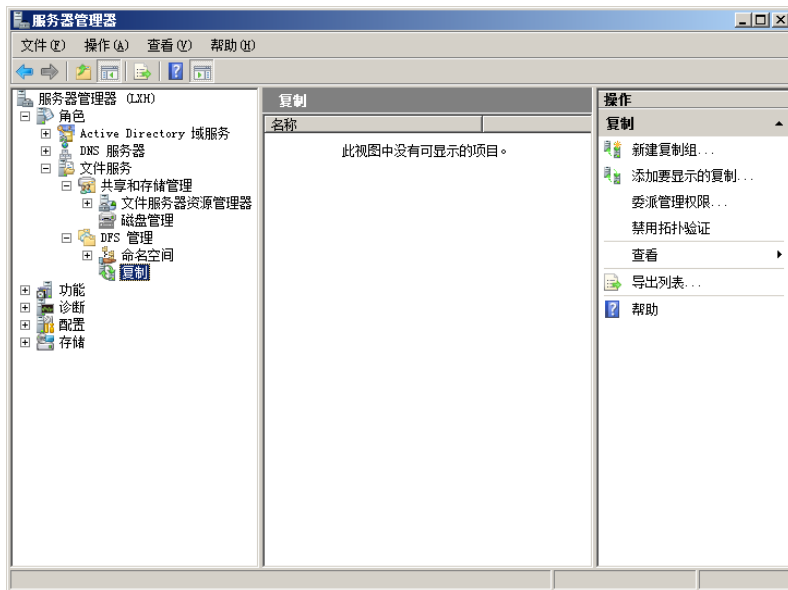 服务器管理器
文件(F) 操作(A) 查看(V) 帮助(H)
服务器管理器 (LXH)
角色
Active Directory 域服务
DNS 服务器
文件服务
共享和存储管理
文件服务器资源管理器
磁盘管理
DFS 管理
命名空间
复制
功能
诊断
配置
存储
复制
名称
此视图中没有可显示的项目。
操作
复制
新建复制组...
添加要显示的复制...
委派管理权限...
禁用拓扑验证
查看
导出列表...
帮助